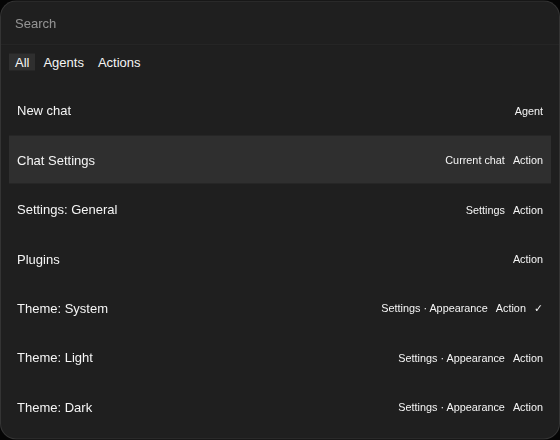 Search
All Agents Actions
New chat Agent
Chat Settings Current chat Action
Settings: General Settings Action
Plugins Action
Theme: System Settings · Appearance Action ✓
Theme: Light Settings · Appearance Action
Theme: Dark Settings · Appearance Action